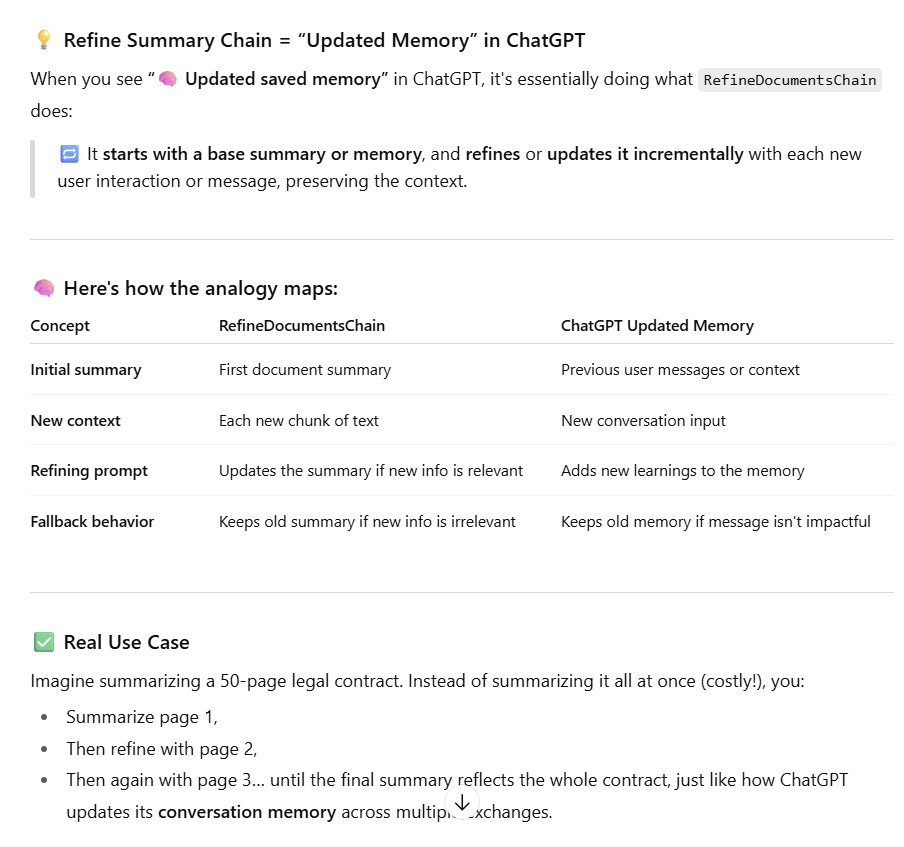 💡 Refine Summary Chain = “Updated Memory” in ChatGPT
When you see “🧠 Updated saved memory” in ChatGPT, it's essentially doing what RefineDocumentsChain
does:
🔁 It starts with a base summary or memory, and refines or updates it incrementally with each new
user interaction or message, preserving the context.
🧠 Here's how the analogy maps:
Concept RefineDocumentsChain ChatGPT Updated Memory
Initial summary First document summary Previous user messages or context
New context Each new chunk of text New conversation input
Refining prompt Updates the summary if new info is relevant Adds new learnings to the memory
Fallback behavior Keeps old summary if new info is irrelevant Keeps old memory if message isn't impactful
✅ Real Use Case
Imagine summarizing a 50-page legal contract. Instead of summarizing it all at once (costly!), you:
• Summarize page 1,
• Then refine with page 2,
• Then again with page 3... until the final summary reflects the whole contract, just like how ChatGPT
updates its conversation memory across multiple exchanges.